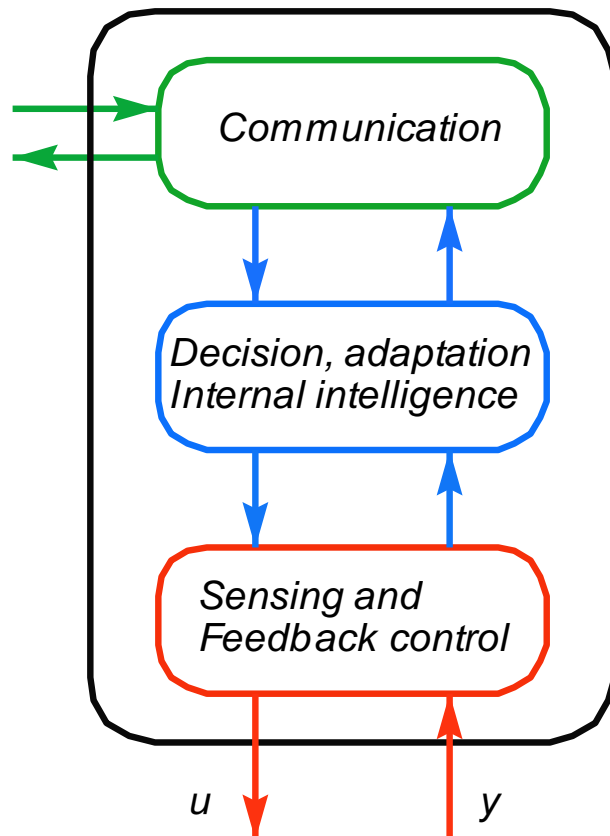 Communication
Decision, adaptation
Internal intelligence
Sensing and
Feedback control
u y